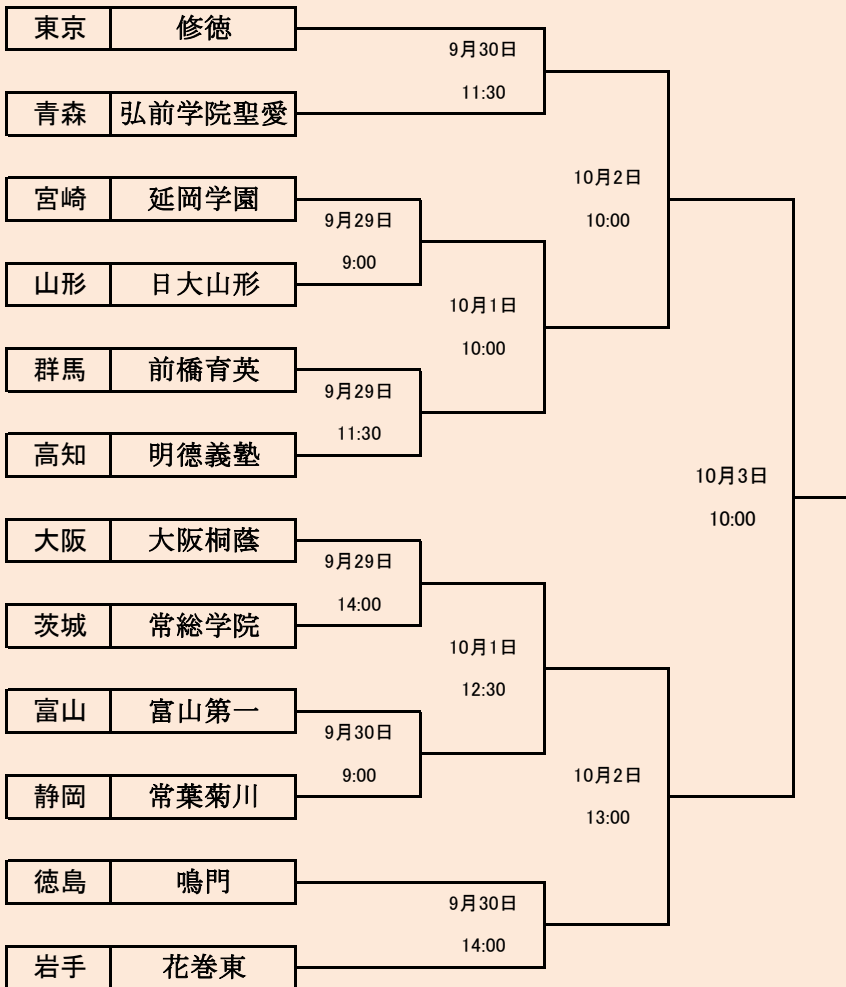 東京 修徳
9月30日
11:30
青森 弘前学院聖愛
10月2日
10:00
宮崎 延岡学園
9月29日
9:00
山形 日大山形
10月1日
10:00
群馬 前橋育英
9月29日
11:30
高知 明徳義塾
10月3日
10:00
大阪 大阪桐蔭
9月29日
14:00
茨城 常総学院
10月1日
12:30
富山 富山第一
9月30日
9:00
静岡 常葉菊川
10月2日
13:00
徳島 鳴門
9月30日
14:00
岩手 花巻東